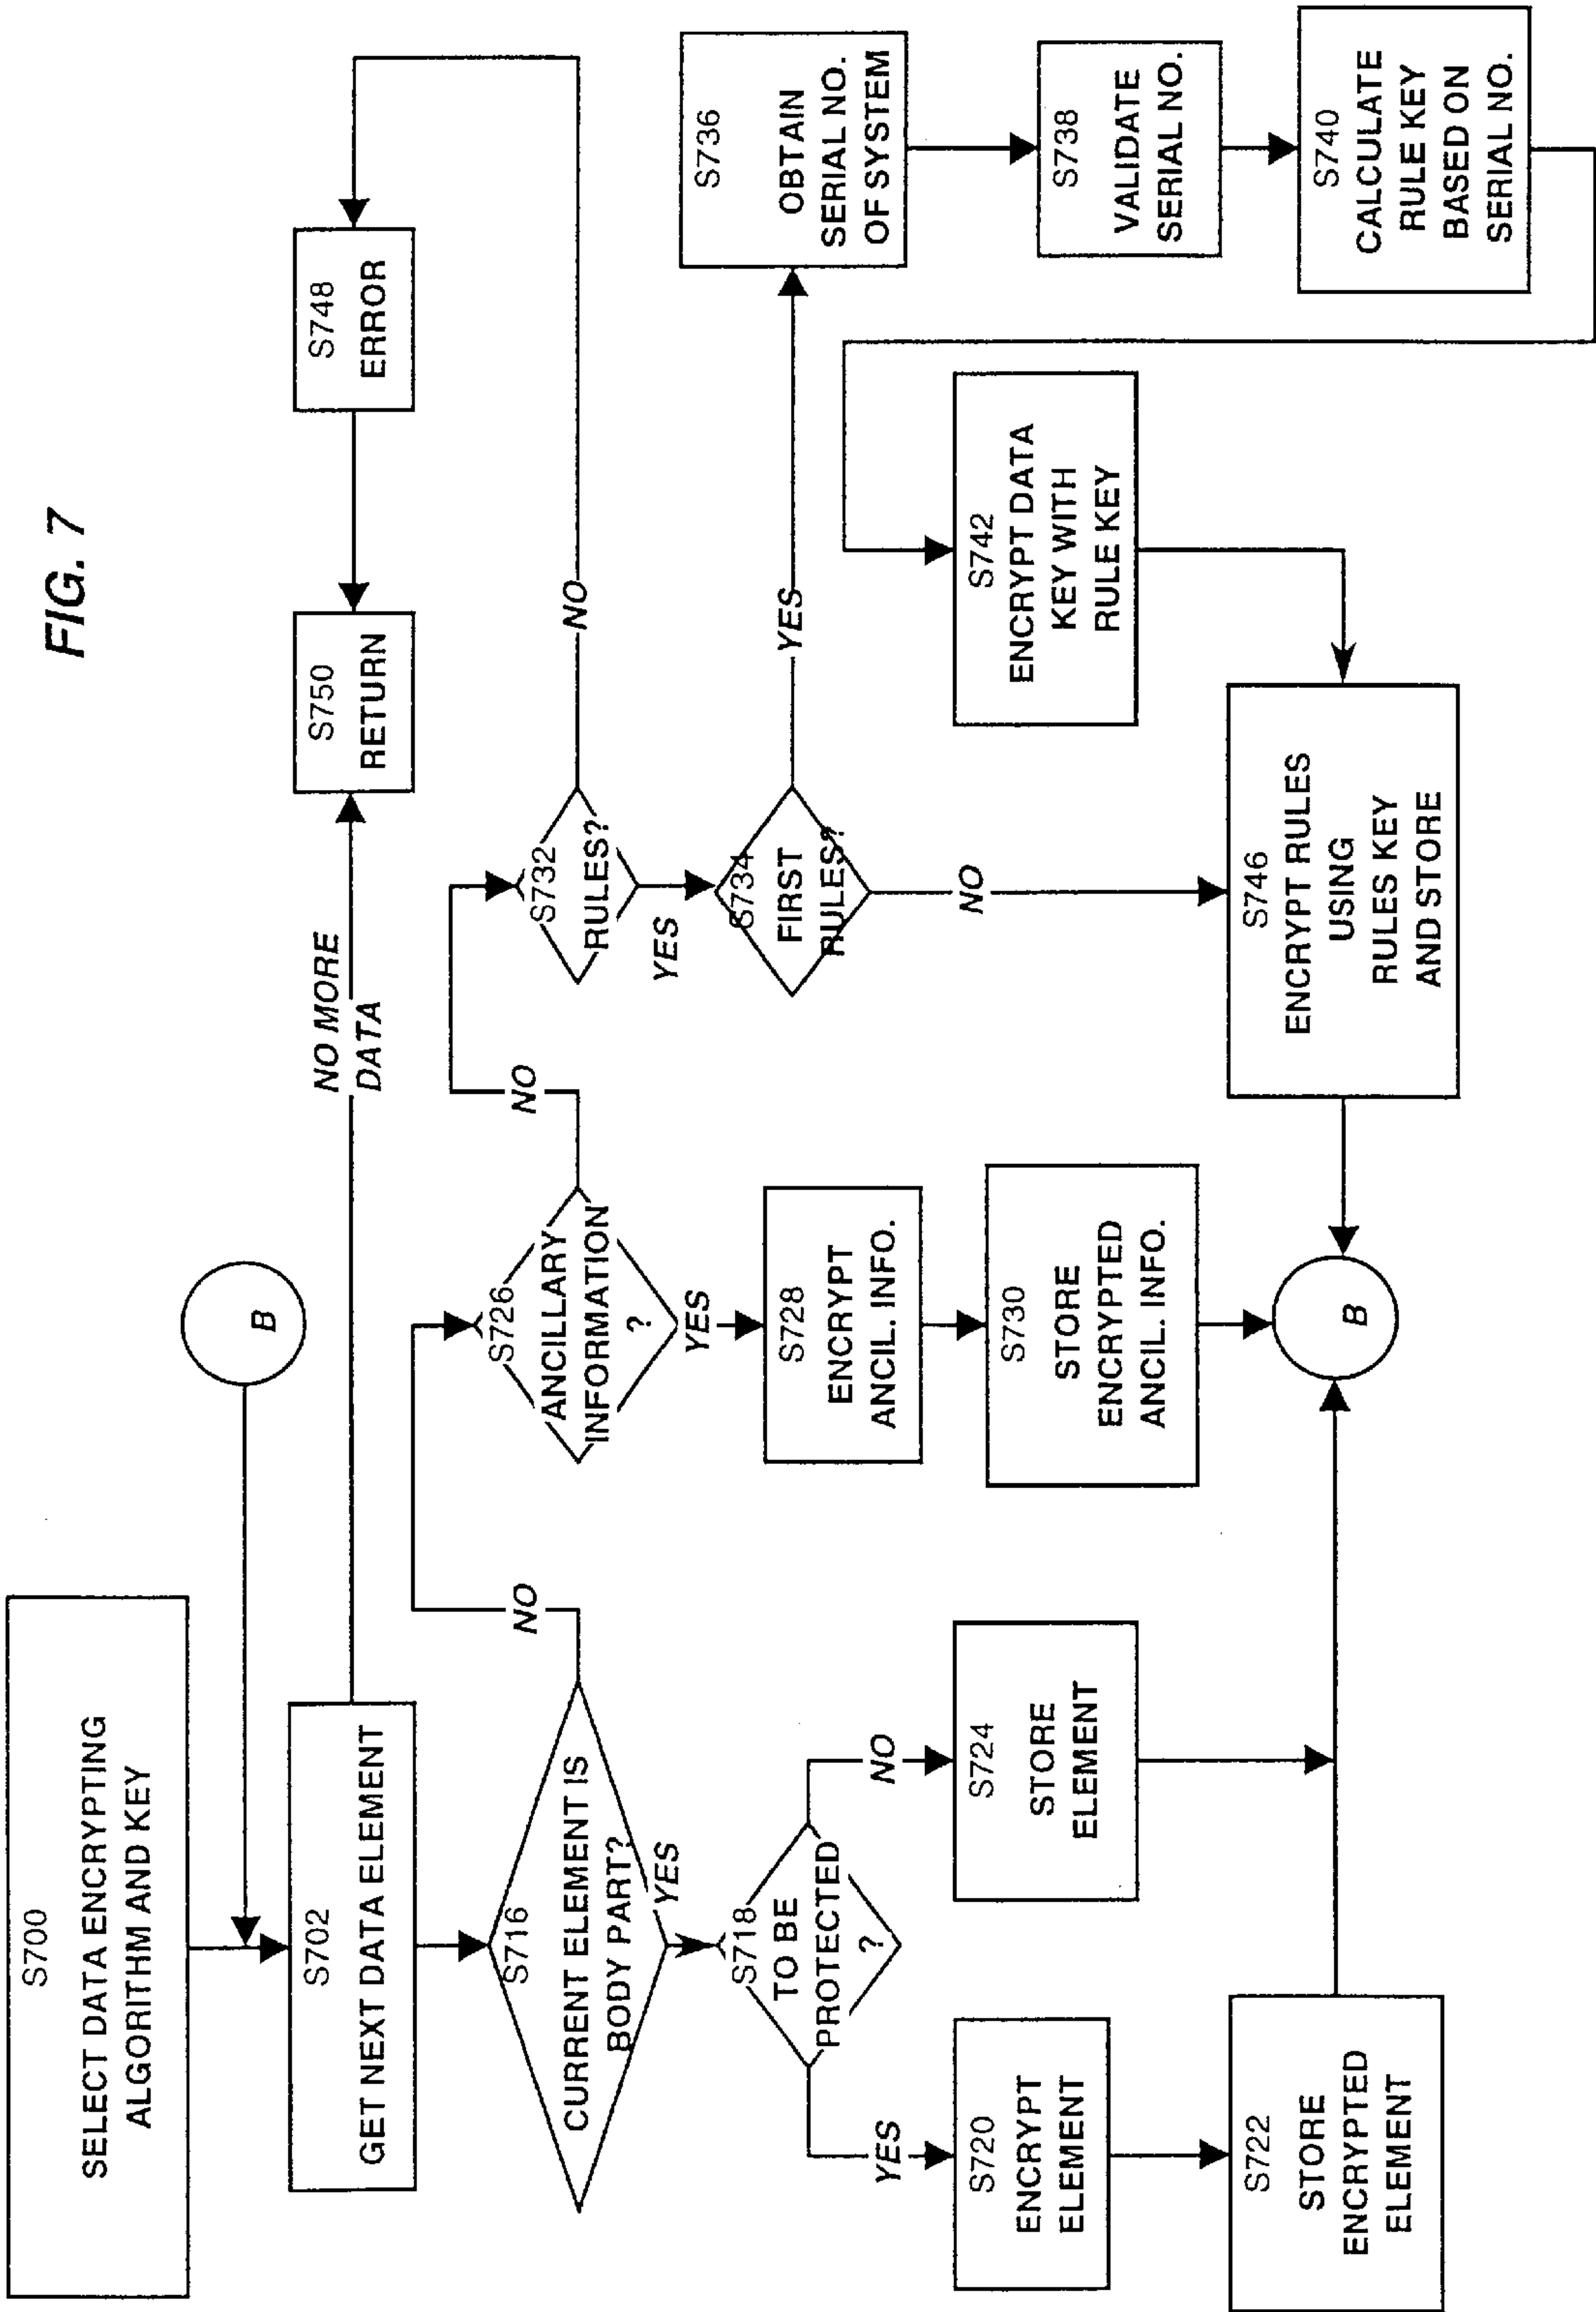 FIG. 7
S700
SELECT DATA ENCRYPTING
ALGORITHM AND KEY
B
S702
GET NEXT DATA ELEMENT
NO MORE
DATA
S750
RETURN
S748
ERROR
S716
CURRENT ELEMENT IS
BODY PART?
NO
YES
S718
TO BE
PROTECTED
?
YES
NO
S720
ENCRYPT
ELEMENT
S722
STORE
ENCRYPTED
ELEMENT
S724
STORE
ELEMENT
S726
ANCILLARY
INFORMATION
?
NO
YES
S728
ENCRYPT
ANCIL. INFO.
S730
STORE
ENCRYPTED
ANCIL. INFO.
B
S732
RULES?
NO
YES
S734
FIRST
RULES?
YES
NO
S736
OBTAIN
SERIAL NO.
OF SYSTEM
S738
VALIDATE
SERIAL NO.
S740
CALCULATE
RULE KEY
BASED ON
SERIAL NO.
S742
ENCRYPT DATA
KEY WITH
RULE KEY
S746
ENCRYPT RULES
USING
RULES KEY
AND STORE